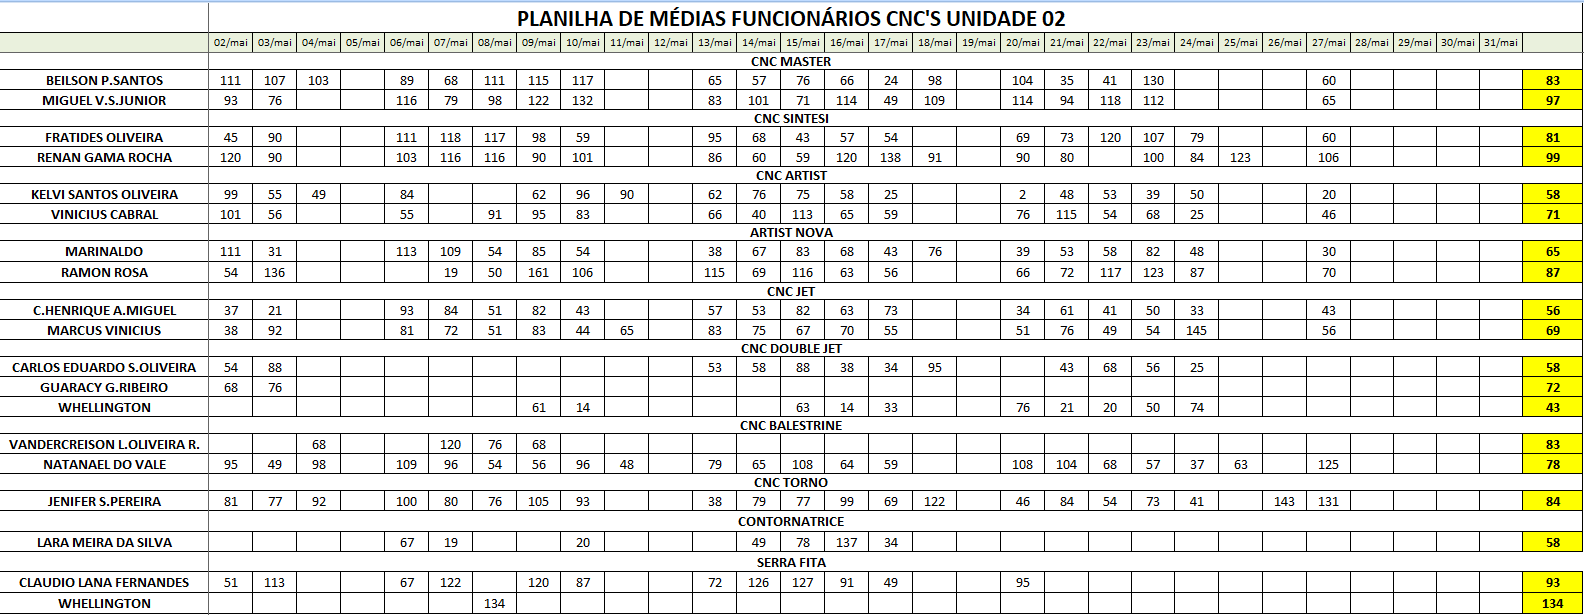 PLANILHA DE MÉDIAS FUNCIONÁRIOS CNC'S UNIDADE 02
02/mai 03/mai 04/mai 05/mai 06/mai 07/mai 08/mai 09/mai 10/mai 11/mai 12/mai 13/mai 14/mai 15/mai 16/mai 17/mai 18/mai 19/mai 20/mai 21/mai 22/mai 23/mai 24/mai 25/mai 26/mai 27/mai 28/mai 29/mai 30/mai 31/mai
CNC MASTER
BEILSON P.SANTOS 111 107 103 89 68 111 115 117 65 57 76 66 24 98 104 35 41 130 60 83
MIGUEL V.S.JUNIOR 93 76 116 79 98 122 132 83 101 71 114 49 109 114 94 118 112 65 97
CNC SINTESI
FRATIDES OLIVEIRA 45 90 111 118 117 98 59 95 68 43 57 54 69 73 120 107 79 60 81
RENAN GAMA ROCHA 120 90 103 116 116 90 101 86 60 59 120 138 91 90 80 100 84 123 106 99
CNC ARTIST
KELVI SANTOS OLIVEIRA 99 55 49 84 62 96 90 62 76 75 58 25 2 48 53 39 50 20 58
VINICIUS CABRAL 101 56 55 91 95 83 66 40 113 65 59 76 115 54 68 25 46 71
ARTIST NOVA
MARINALDO 111 31 113 109 54 85 54 38 67 83 68 43 76 39 53 58 82 48 30 65
RAMON ROSA 54 136 19 50 161 106 115 69 116 63 56 66 72 117 123 87 70 87
CNC JET
C.HENRIQUE A.MIGUEL 37 21 93 84 51 82 43 57 53 82 63 73 34 61 41 50 33 43 56
MARCUS VINICIUS 38 92 81 72 51 83 44 65 83 75 67 70 55 51 76 49 54 145 56 69
CNC DOUBLE JET
CARLOS EDUARDO S.OLIVEIRA 54 88 53 58 88 38 34 95 43 68 56 25 58
GUARACY G.RIBEIRO 68 76 72
WHELLINGTON 61 14 63 14 33 76 21 20 50 74 43
CNC BALESTRINE
VANDERCREISON L.OLIVEIRA R. 68 120 76 68 83
NATANAEL DO VALE 95 49 98 109 96 54 56 96 48 79 65 108 64 59 108 104 68 57 37 63 125 78
CNC TORNO
JENIFER S.PEREIRA 81 77 92 100 80 76 105 93 38 79 77 99 69 122 46 84 54 73 41 143 131 84
CONTORNATRICE
LARA MEIRA DA SILVA 67 19 20 49 78 137 34 58
SERRA FITA
CLAUDIO LANA FERNANDES 51 113 67 122 120 87 72 126 127 91 49 95 93
WHELLINGTON 134 134